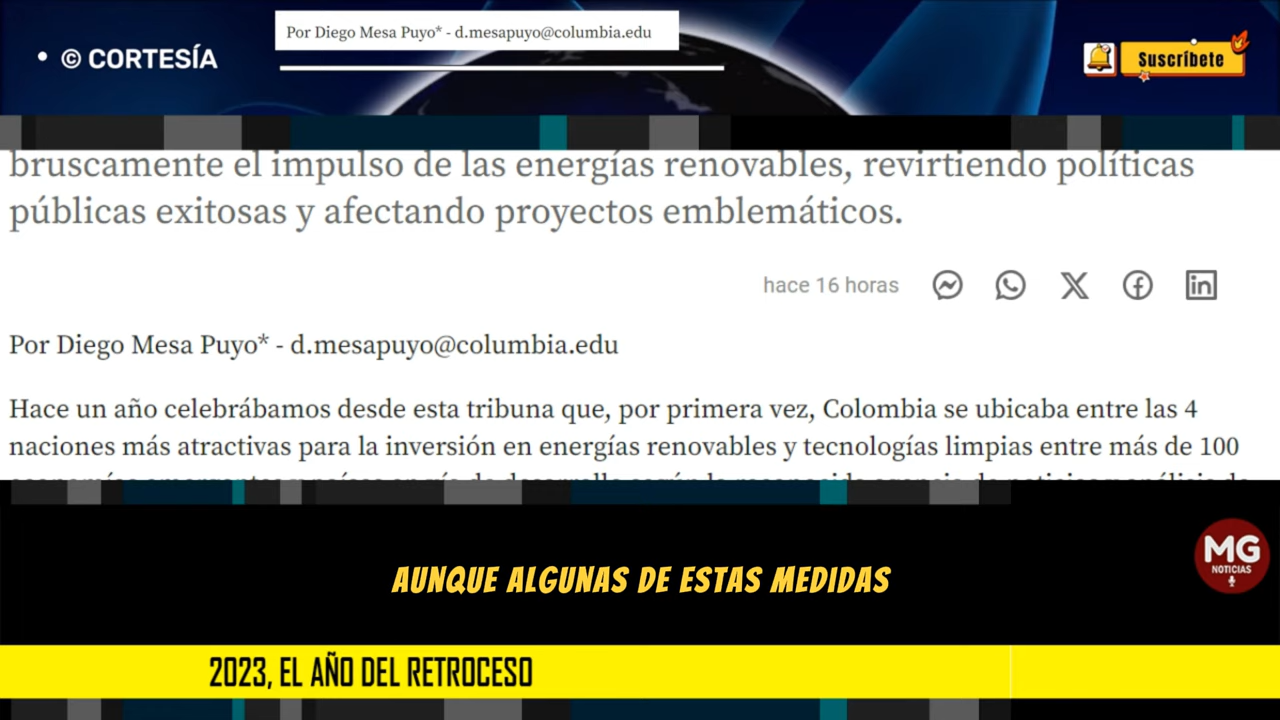 • © CORTESÍA
Por Diego Mesa Puyo* - d.mesapuyo@columbia.edu
Suscríbete
bruscamente el impulso de las energías renovables, revirtiendo políticas
públicas exitosas y afectando proyectos emblemáticos.
hace 16 horas
Por Diego Mesa Puyo* - d.mesapuyo@columbia.edu
Hace un año celebrábamos desde esta tribuna que, por primera vez, Colombia se ubicaba entre las 4
naciones más atractivas para la inversión en energías renovables y tecnologías limpias entre más de 100
AUNQUE ALGUNAS DE ESTAS MEDIDAS
MG
NOTICIAS
2023, EL AÑO DEL RETROCESO